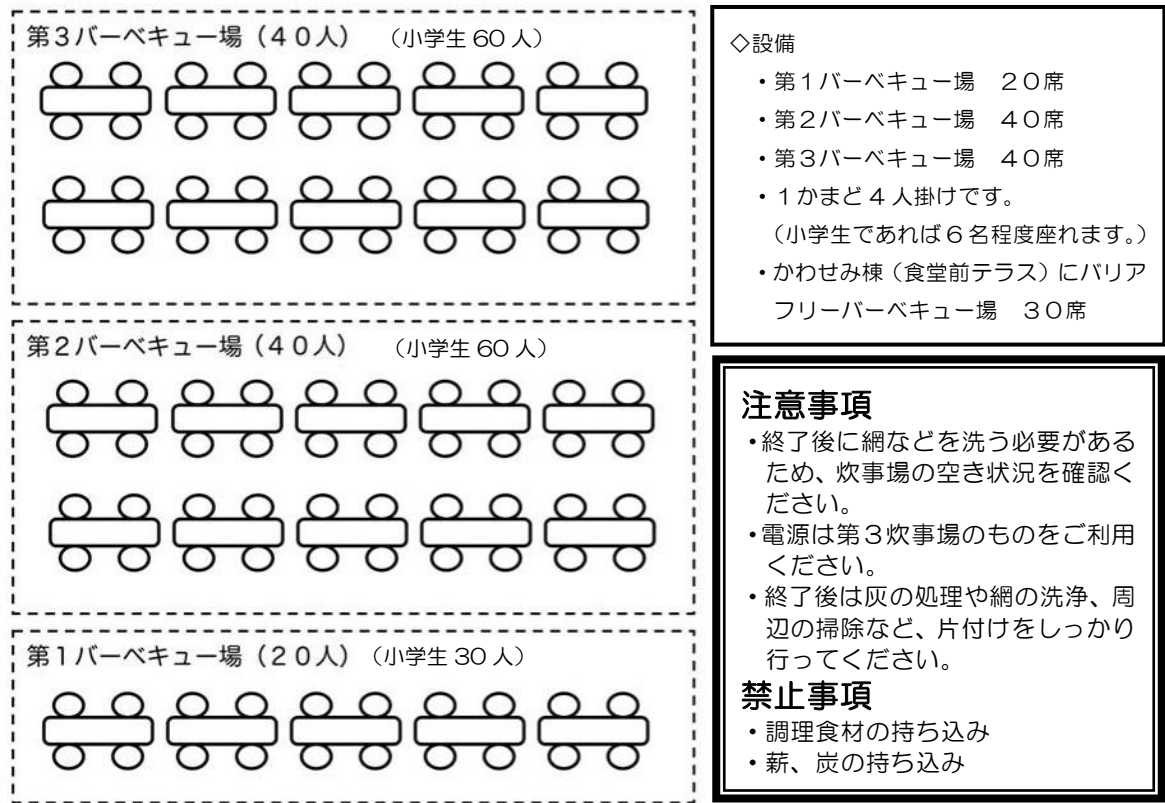 第3バーベキュー場（４０人）　（小学生 60 人）
第2バーベキュー場（４０人）　（小学生 60 人）
第1バーベキュー場（２０人）　（小学生 30 人）
◇設備
・第１バーベキュー場　２０席
・第２バーベキュー場　４０席
・第３バーベキュー場　４０席
・１かまど 4 人掛けです。
（小学生であれば 6 名程度座れます。）
・かわせみ棟（食堂前テラス）にバリア
フリーバーベキュー場　３０席
注意事項
・終了後に網などを洗う必要がある
ため、炊事場の空き状況を確認く
ださい。
・電源は第３炊事場のものをご利用
ください。
・終了後は灰の処理や網の洗浄、周
辺の掃除など、片付けをしっかり
行ってください。
禁止事項
・調理食材の持ち込み
・薪、炭の持ち込み